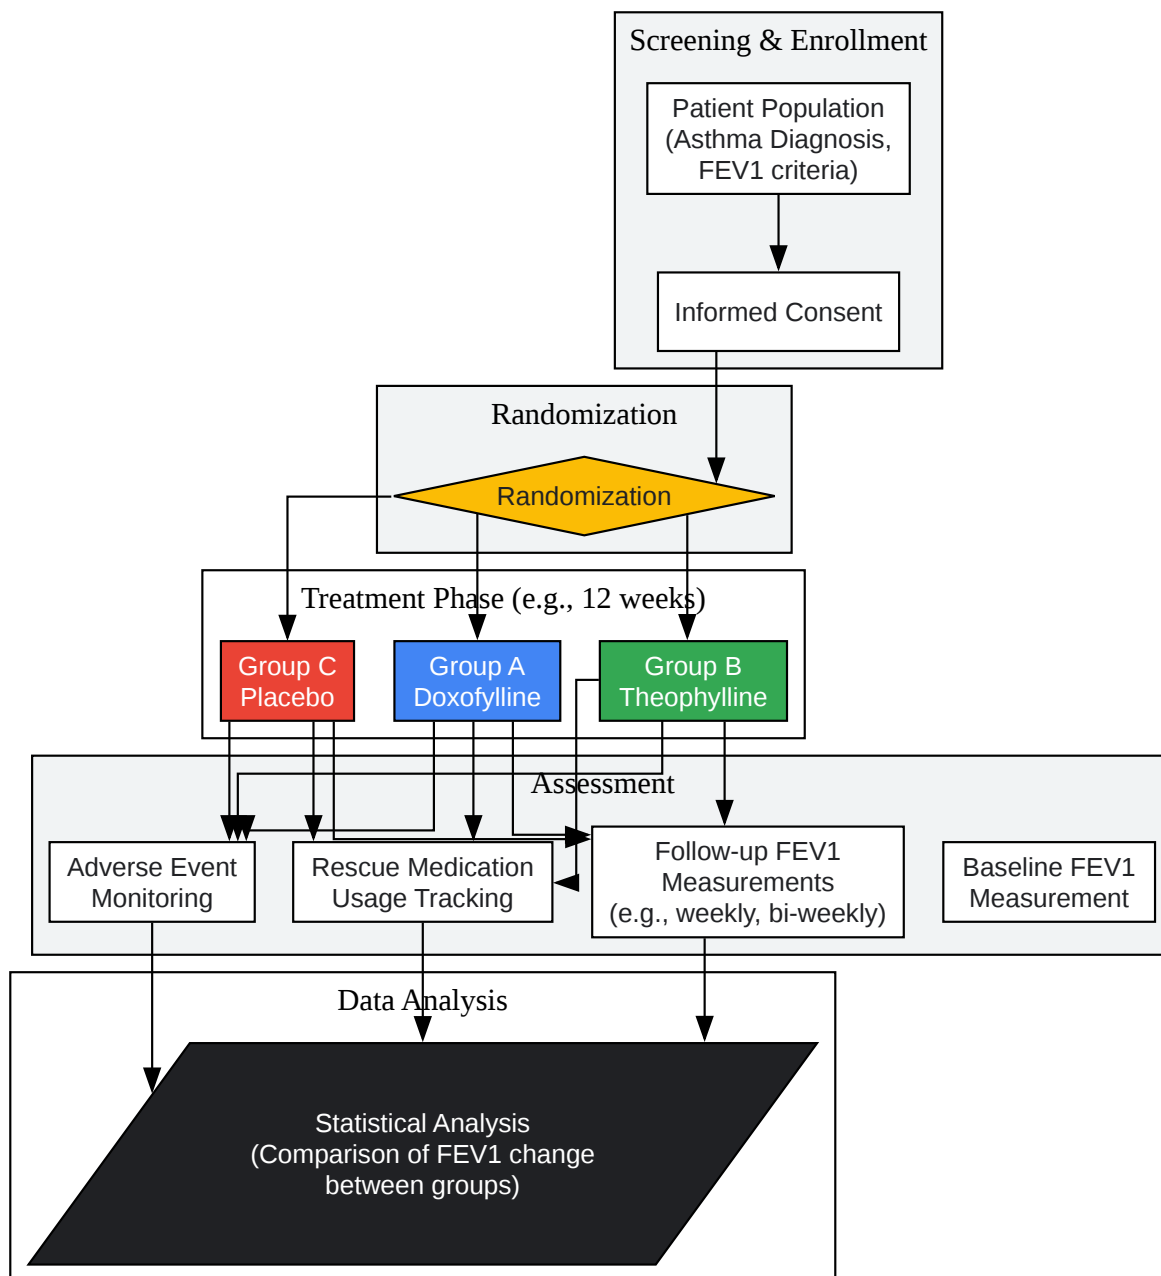 Screening & Enrollment
Patient Population
(Asthma Diagnosis,
FEV1 criteria)
Informed Consent
Randomization
Randomization
Treatment Phase (e.g., 12 weeks)
Group C
Placebo
Group A
Doxofylline
Group B
Theophylline
Assessment
Adverse Event
Monitoring
Rescue Medication
Usage Tracking
Follow-up FEV1
Measurements
(e.g., weekly, bi-weekly)
Baseline FEV1
Measurement
Data Analysis
Statistical Analysis
(Comparison of FEV1 change
between groups)